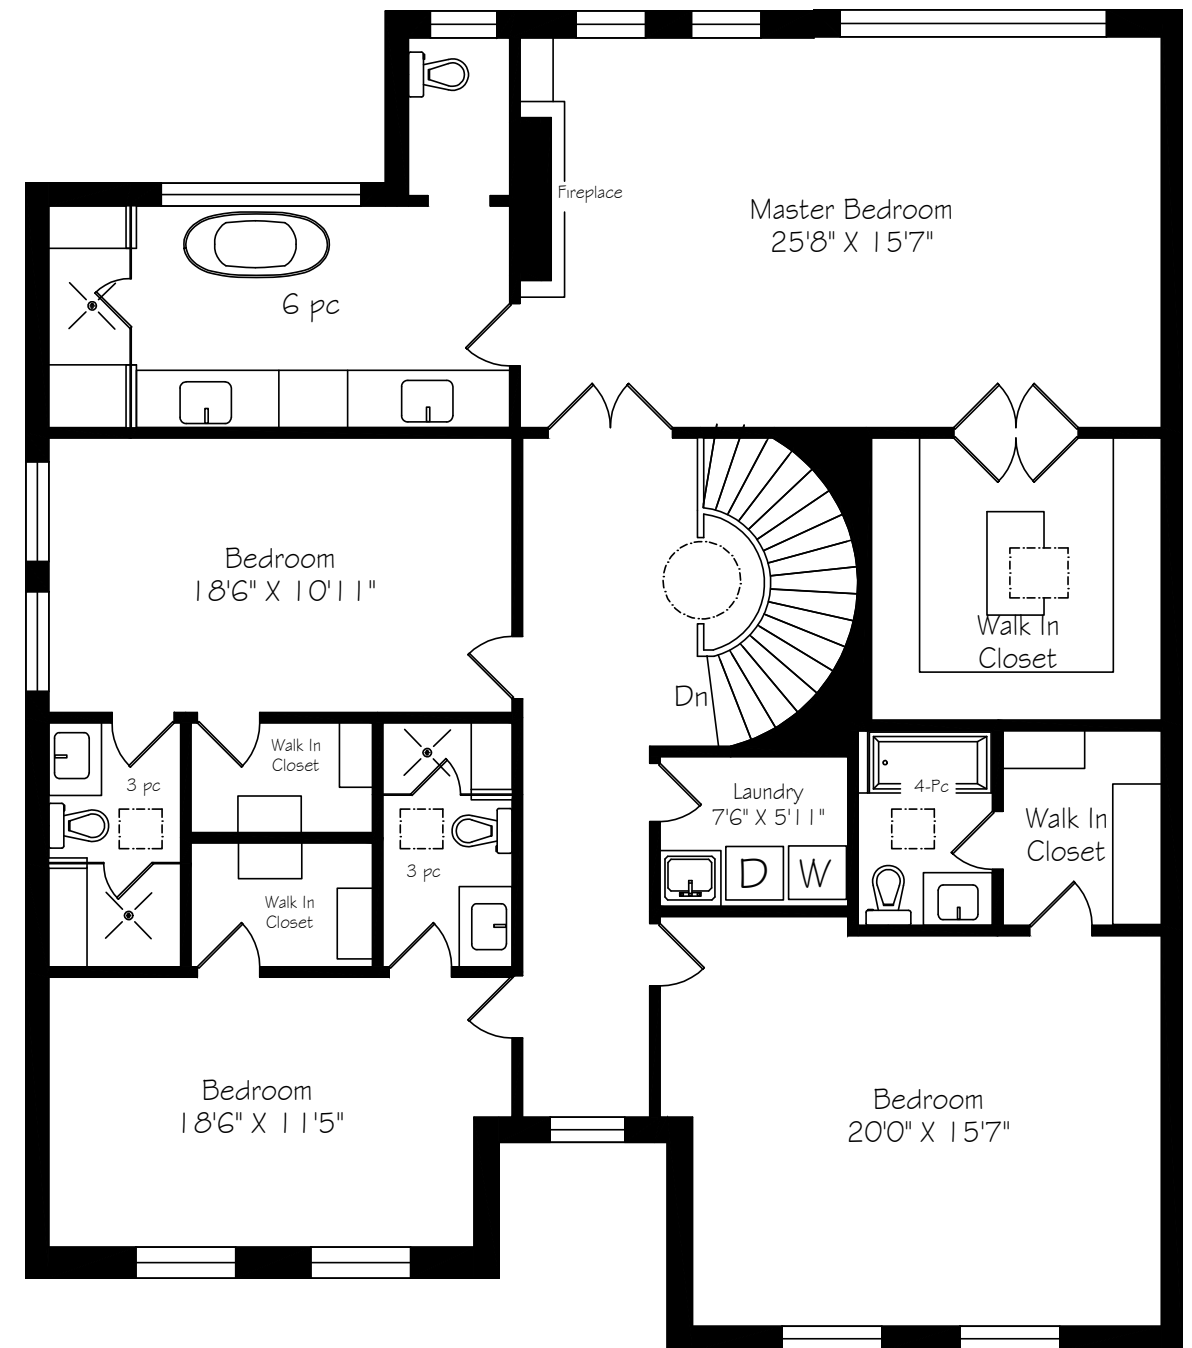 Fireplace
Master Bedroom
25'8" X 15'7"
6 pc
Bedroom
18'6" X 10'11"
Walk In
Closet
Dn
Walk In
Closet
3 pc
Laundry
7'6" X 5'11"
4-Pc
Walk In
Closet
3 pc
D
W
Walk In
Closet
Bedroom
18'6" X 11'5"
Bedroom
20'0" X 15'7"